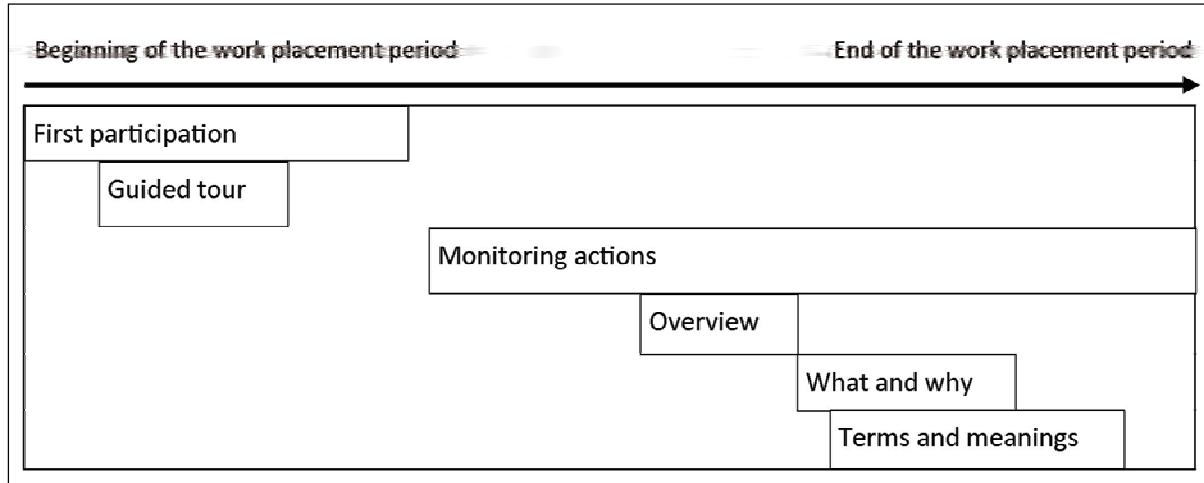 Beginning of the work placement period
End of the work placement period
First participation
Guided tour
Monitoring actions
Overview
What and why
Terms and meanings